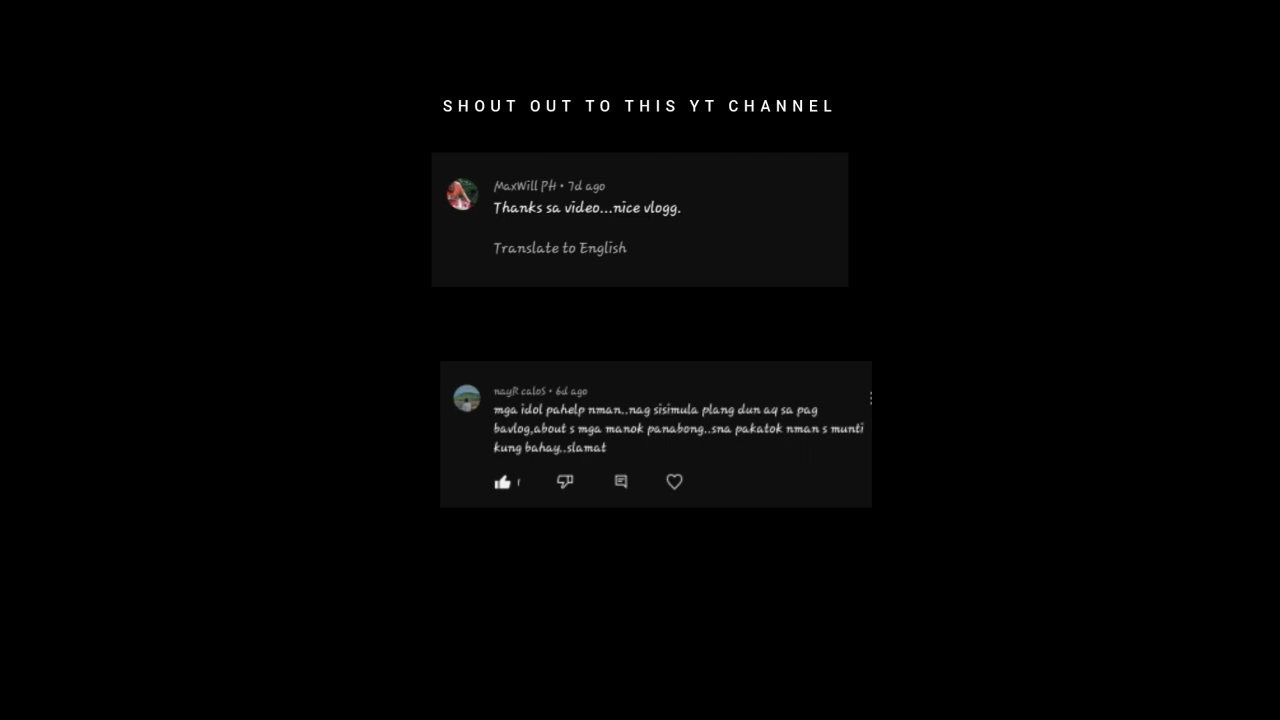 SHOUT OUT TO THIS YT CHANNEL
MaxWill PH • 7d ago
Thanks sa video...nice vlogg.
Translate to English
nayR caloS • 6d ago
mga idol pahelp nman..nag sisimula plang dun aq sa pag
bavlog,about s mga manok panabong..sna pakatok nman s munti
kung bahay..slamat
1